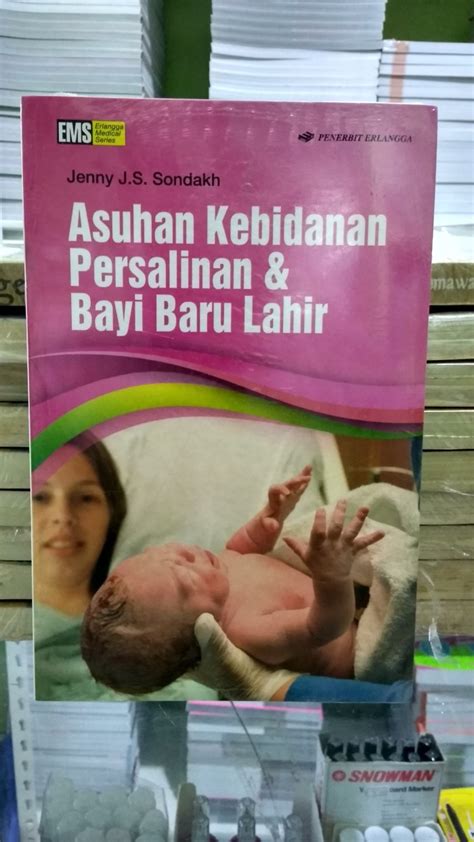 EMS
Erlangga
Medical
Series
PENERBIT ERLANGGA
Jenny J.S. Sondakh
Asuhan Kebidanan
Persalinan &
Bayi Baru Lahir
SNOWMAN